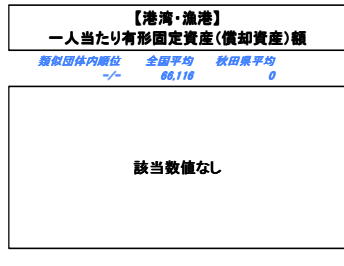 【港湾・漁港】
一人当たり有形固定資産(償却資産)額
類似団体内順位 全国平均 秋田県平均
-/- 66,116 0
該当数値なし